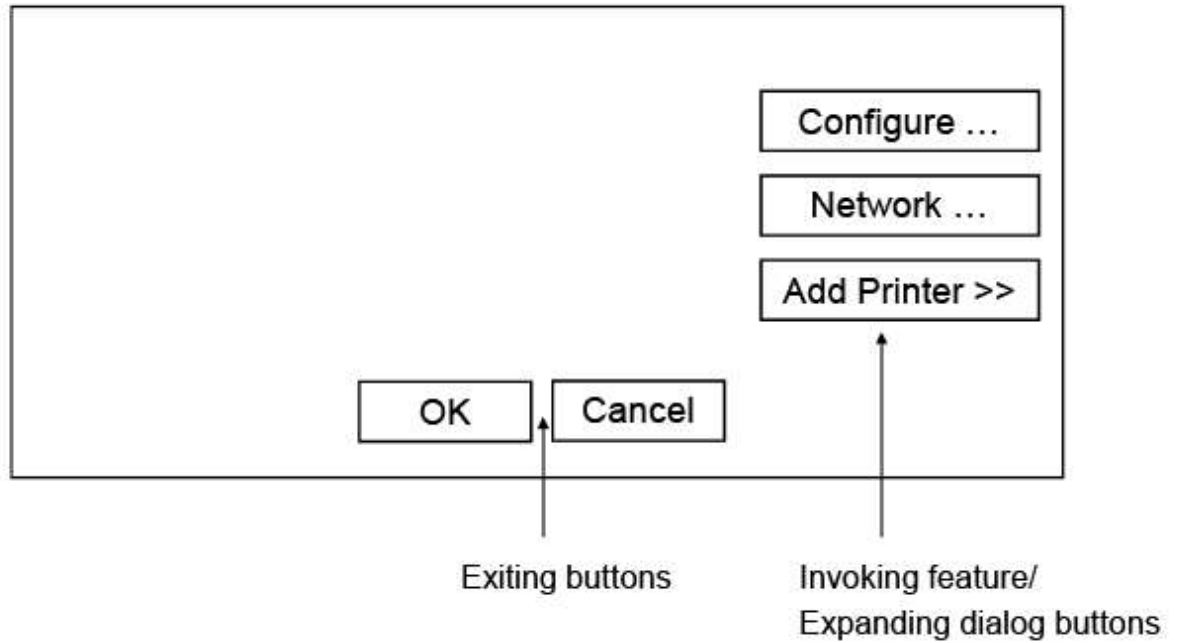 Configure ...
Network ...
Add Printer >>
OK
Cancel
Exiting buttons
Invoking feature/
Expanding dialog buttons